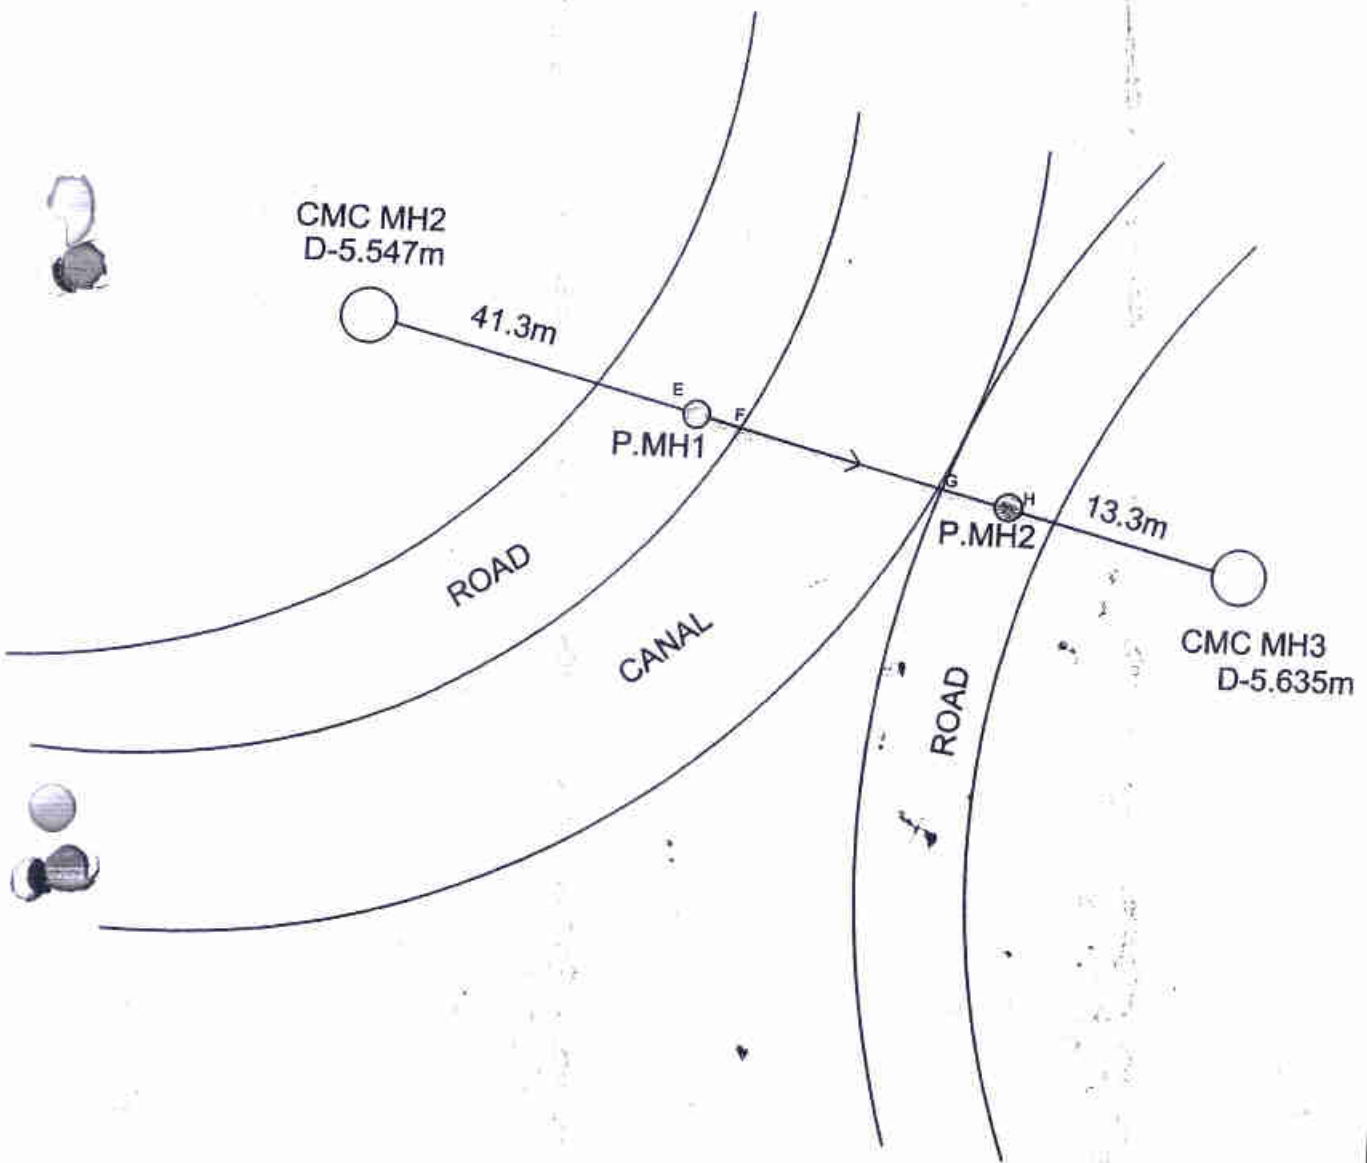 CMC MH2
D-5.547m
41.3m
E
F
P.MH1
G
H
P.MH2
13.3m
ROAD
CANAL
CMC MH3
D-5.635m
ROAD